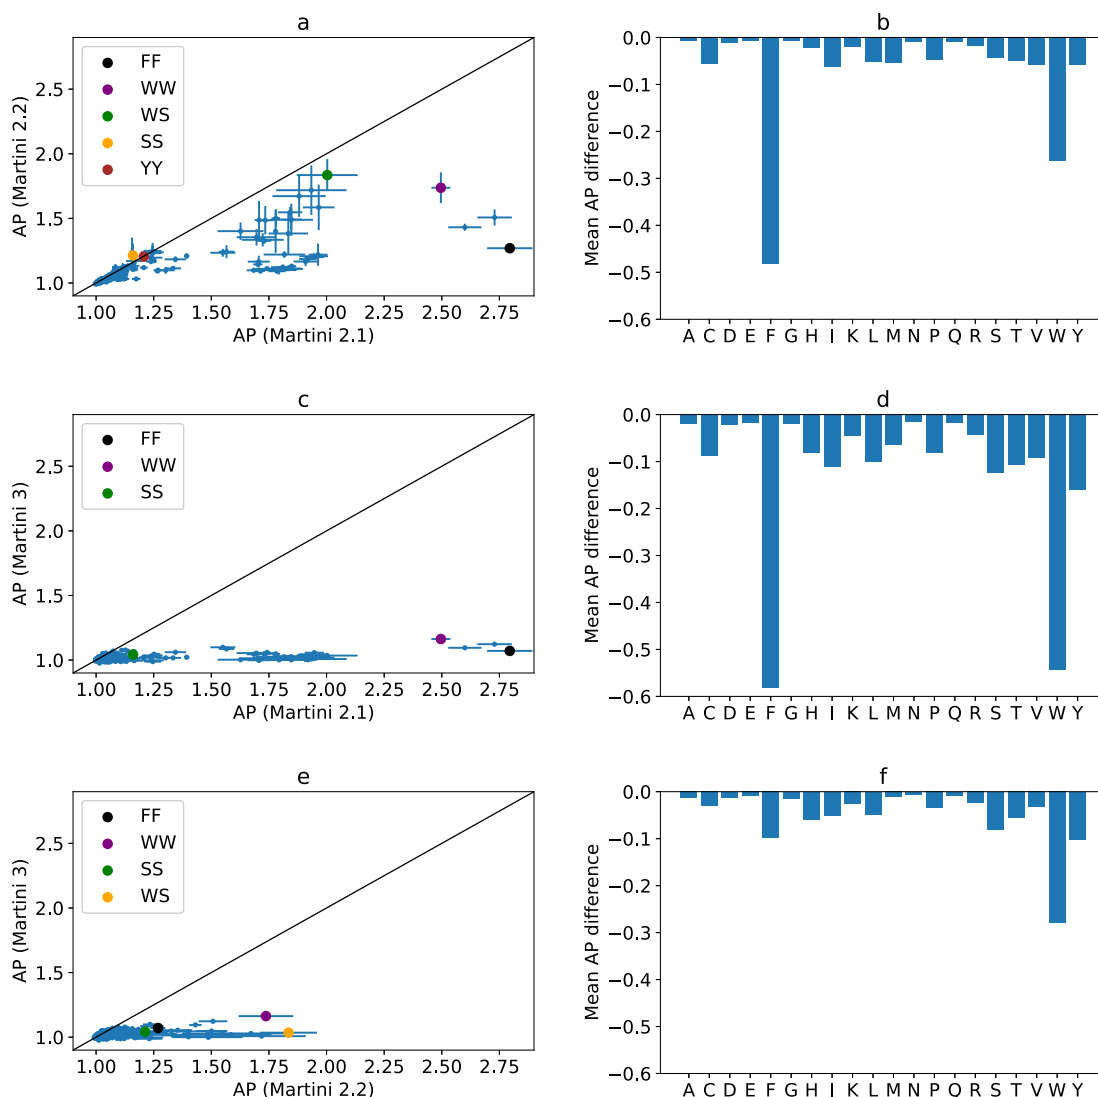 a
FF
WW
WS
SS
YY
2.5
2.0
1.5
1.0
AP (Martini 2.2)
1.00 1.25 1.50 1.75 2.00 2.25 2.50 2.75
AP (Martini 2.1)
b
0.0
−0.1
−0.2
−0.3
−0.4
−0.5
−0.6
Mean AP difference
A C D E F G H I K L M N P Q R S T V W Y
c
FF
WW
SS
2.5
2.0
1.5
1.0
AP (Martini 3)
1.00 1.25 1.50 1.75 2.00 2.25 2.50 2.75
AP (Martini 2.1)
d
0.0
−0.1
−0.2
−0.3
−0.4
−0.5
−0.6
Mean AP difference
A C D E F G H I K L M N P Q R S T V W Y
e
FF
WW
SS
WS
2.5
2.0
1.5
1.0
AP (Martini 3)
1.00 1.25 1.50 1.75 2.00 2.25 2.50 2.75
AP (Martini 2.2)
f
0.0
−0.1
−0.2
−0.3
−0.4
−0.5
−0.6
Mean AP difference
A C D E F G H I K L M N P Q R S T V W Y